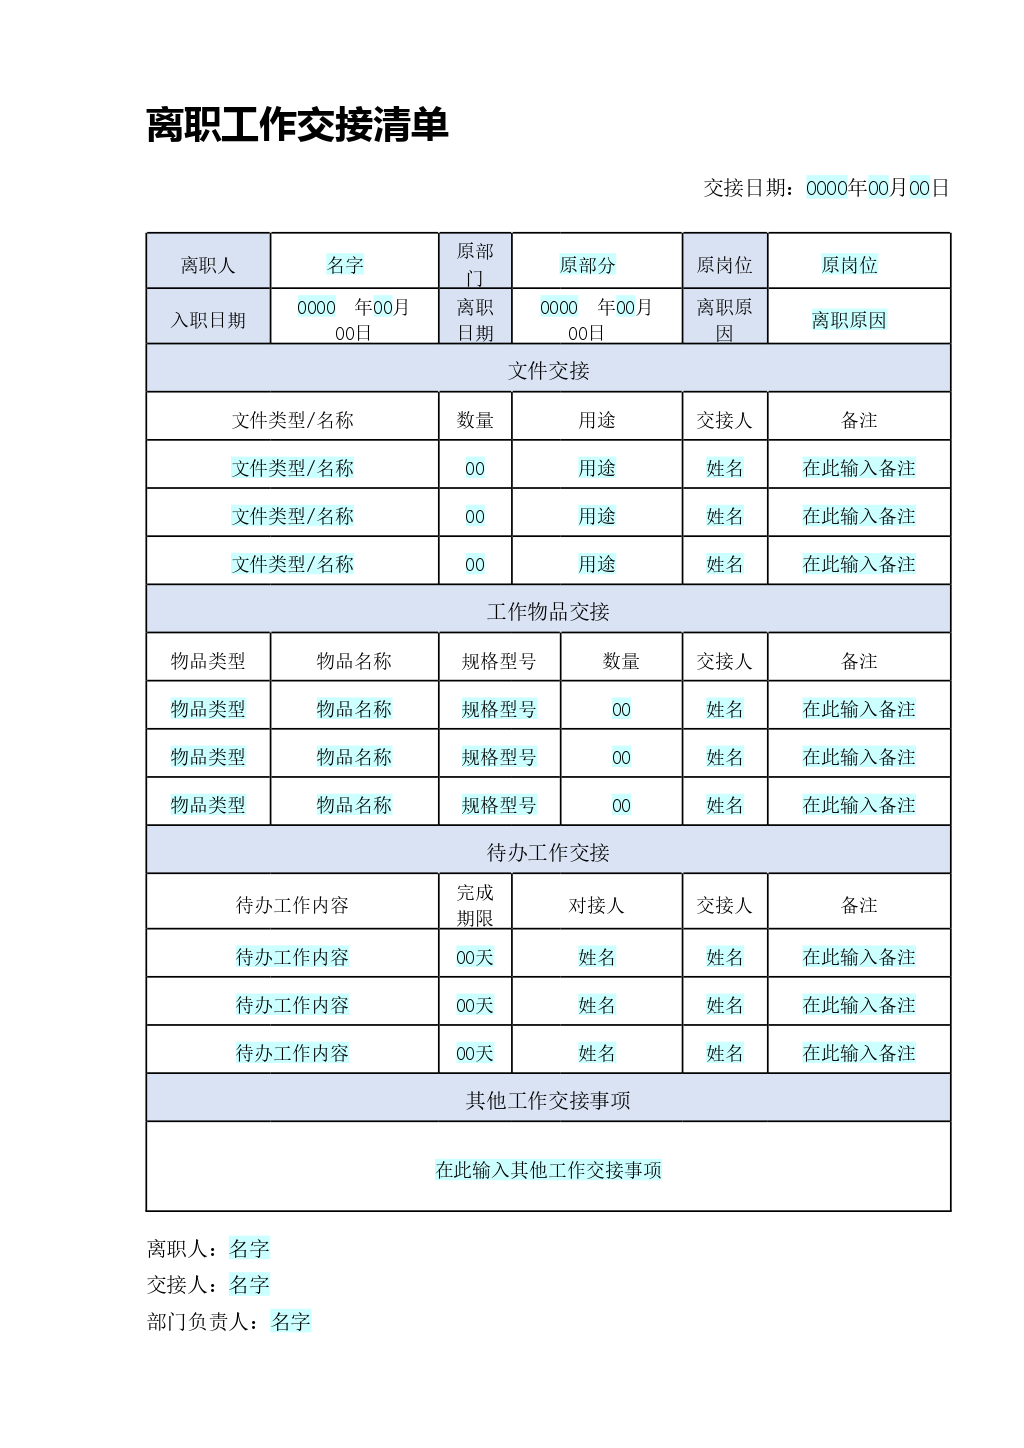 离职工作交接清单
交接日期：0000年00月00日
离职人 名字 原部门 原部分 原岗位 原岗位
入职日期 0000 年00月00日 离职日期 0000 年00月00日 离职原因 离职原因
文件交接
文件类型/名称 数量 用途 交接人 备注
文件类型/名称 00 用途 姓名 在此输入备注
文件类型/名称 00 用途 姓名 在此输入备注
文件类型/名称 00 用途 姓名 在此输入备注
工作物品交接
物品类型 物品名称 规格型号 数量 交接人 备注
物品类型 物品名称 规格型号 00 姓名 在此输入备注
物品类型 物品名称 规格型号 00 姓名 在此输入备注
物品类型 物品名称 规格型号 00 姓名 在此输入备注
待办工作交接
待办工作内容 完成期限 对接人 交接人 备注
待办工作内容 00天 姓名 姓名 在此输入备注
待办工作内容 00天 姓名 姓名 在此输入备注
待办工作内容 00天 姓名 姓名 在此输入备注
其他工作交接事项
在此输入其他工作交接事项
离职人：名字
交接人：名字
部门负责人：名字